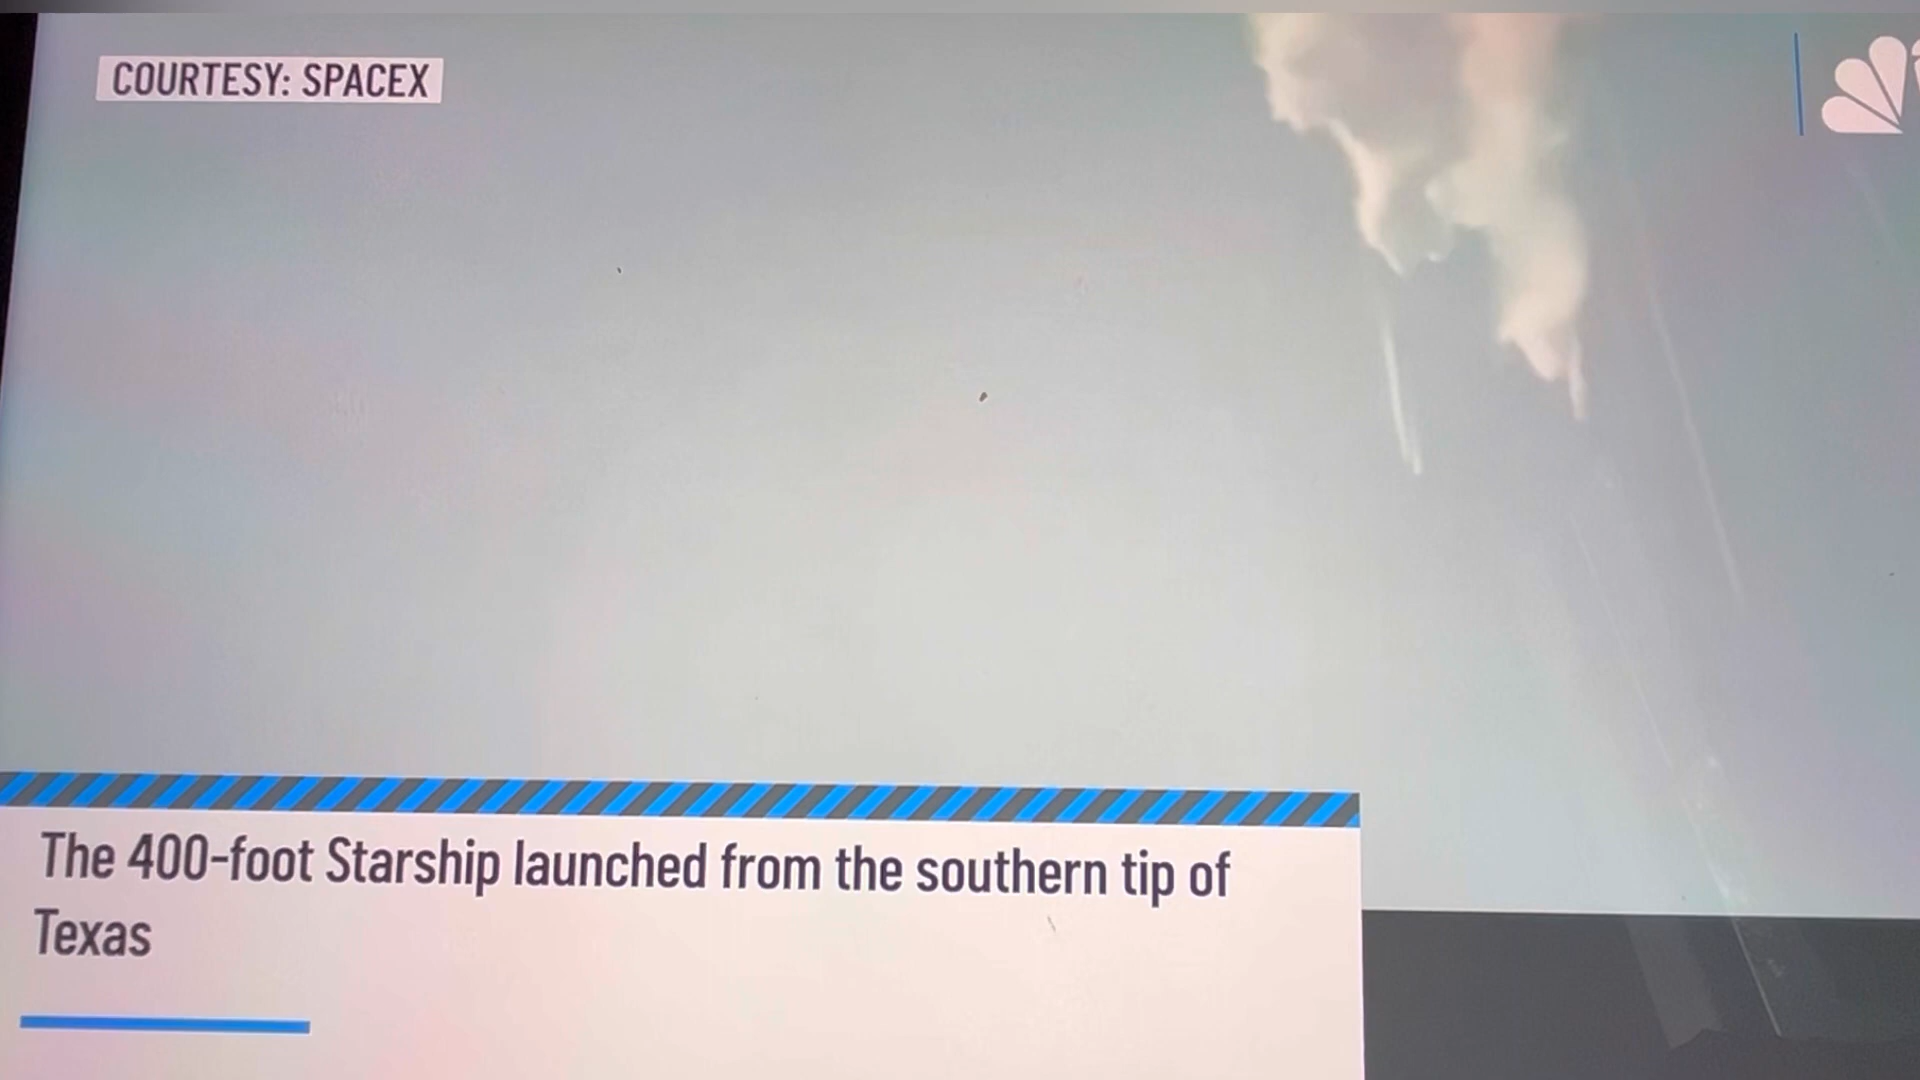 COURTESY: SPACEX
The 400-foot Starship launched from the southern tip of
Texas